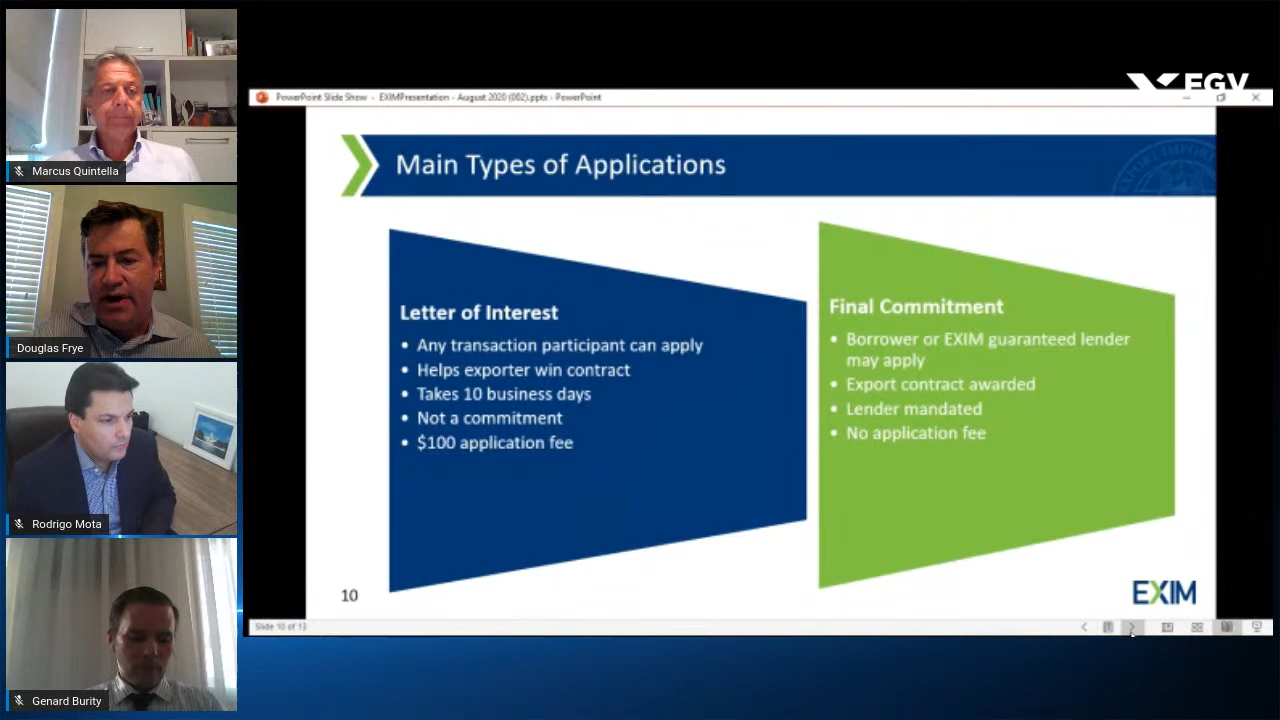 Marcus Quintella
Douglas Frye
Rodrigo Mota
Genard Burity
FGV
PowerPoint Slide Show - EXIMPresentation - August 2020 (002).pptx - PowerPoint
Main Types of Applications
EXPORT-IMPORT
Letter of Interest
• Any transaction participant can apply
• Helps exporter win contract
• Takes 10 business days
• Not a commitment
• $100 application fee
Final Commitment
• Borrower or EXIM guaranteed lender
may apply
• Export contract awarded
• Lender mandated
• No application fee
10
EXIM
Slide 10 of 13